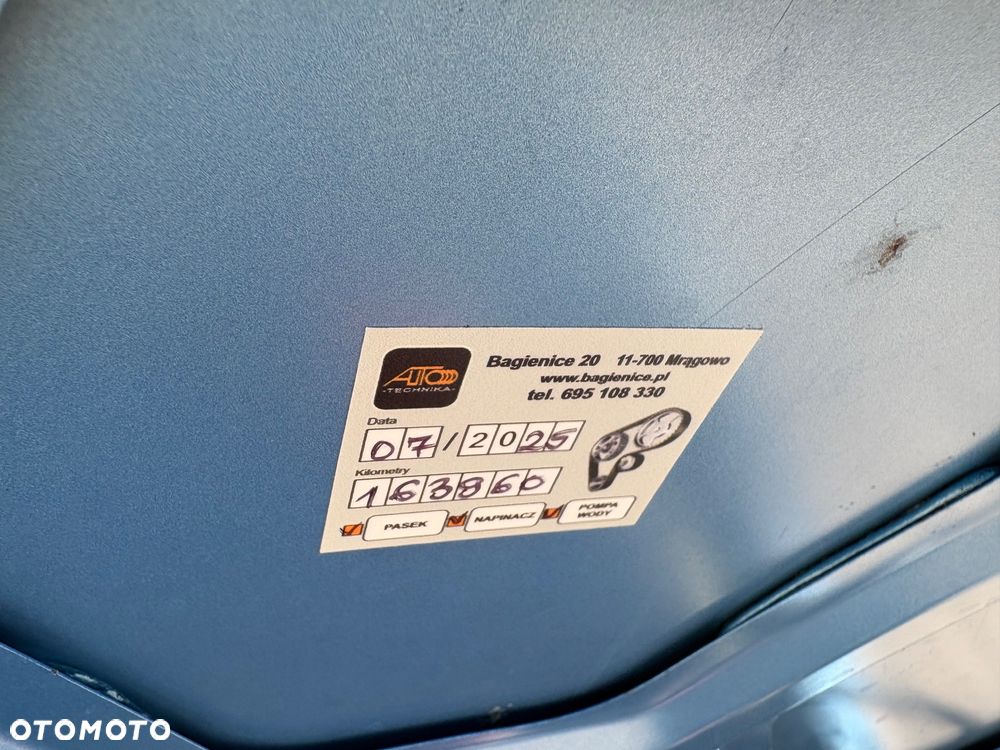 AUTO
-TECHNIKA-
Bagienice 20 11-700 Mrągowo
www.bagienice.pl
tel. 695 108 330
Data
07/2025
Kilometry
163860
PASEK NAPINACZ POMPA WODY
OTOMOTO